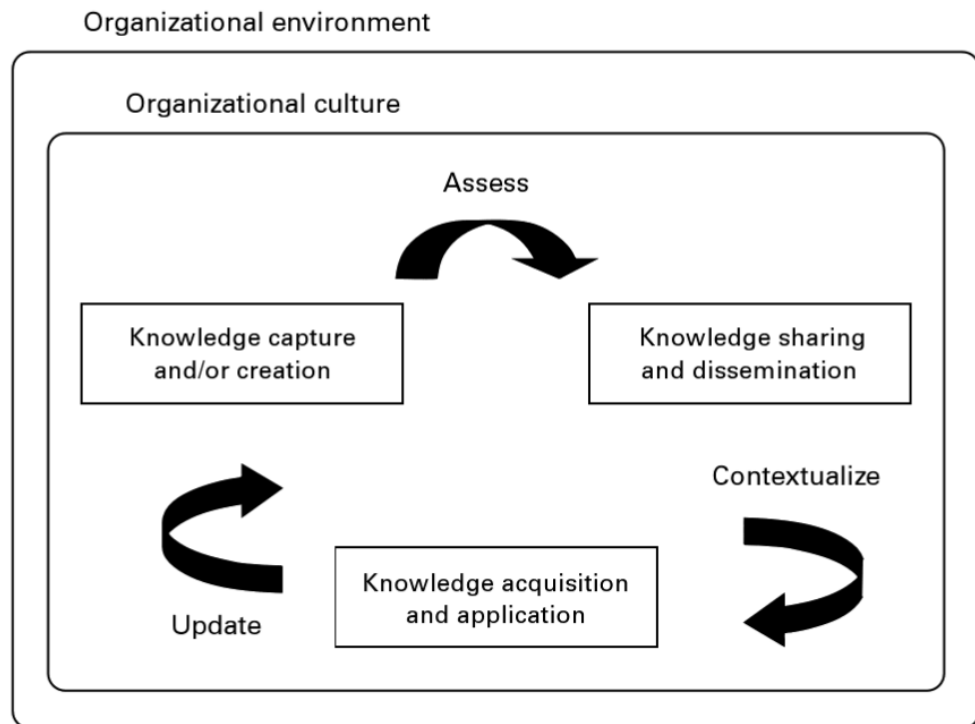 Organizational environment
Organizational culture
Assess
Knowledge capture
and/or creation
Knowledge sharing
and dissemination
Contextualize
Knowledge acquisition
and application
Update